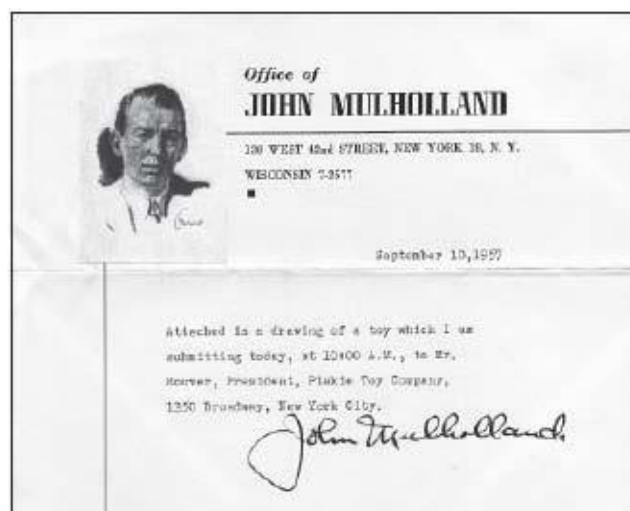 Office of
JOHN MULHOLLAND
130 WEST 42nd STREET, NEW YORK 18, N. Y.
WISCONSIN 7-2577
September 10, 1957
Attached is a drawing of a toy which I am
submitting today, at 10:00 A.M., to Mr.
President, Pinkie Toy Company,
1350 Broadway, New York City.
John Mulholland